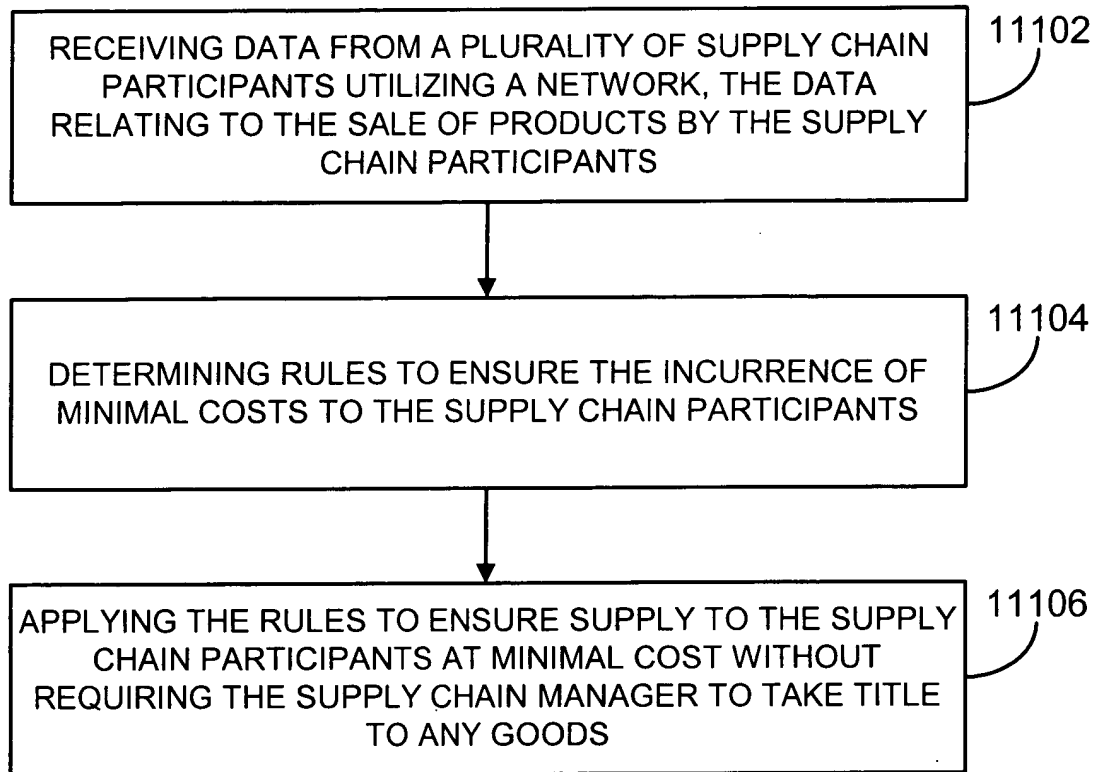 RECEIVING DATA FROM A PLURALITY OF SUPPLY CHAIN
PARTICIPANTS UTILIZING A NETWORK, THE DATA
RELATING TO THE SALE OF PRODUCTS BY THE SUPPLY
CHAIN PARTICIPANTS
11102
DETERMINING RULES TO ENSURE THE INCURRENCE OF
MINIMAL COSTS TO THE SUPPLY CHAIN PARTICIPANTS
11104
APPLYING THE RULES TO ENSURE SUPPLY TO THE SUPPLY
CHAIN PARTICIPANTS AT MINIMAL COST WITHOUT
REQUIRING THE SUPPLY CHAIN MANAGER TO TAKE TITLE
TO ANY GOODS
11106